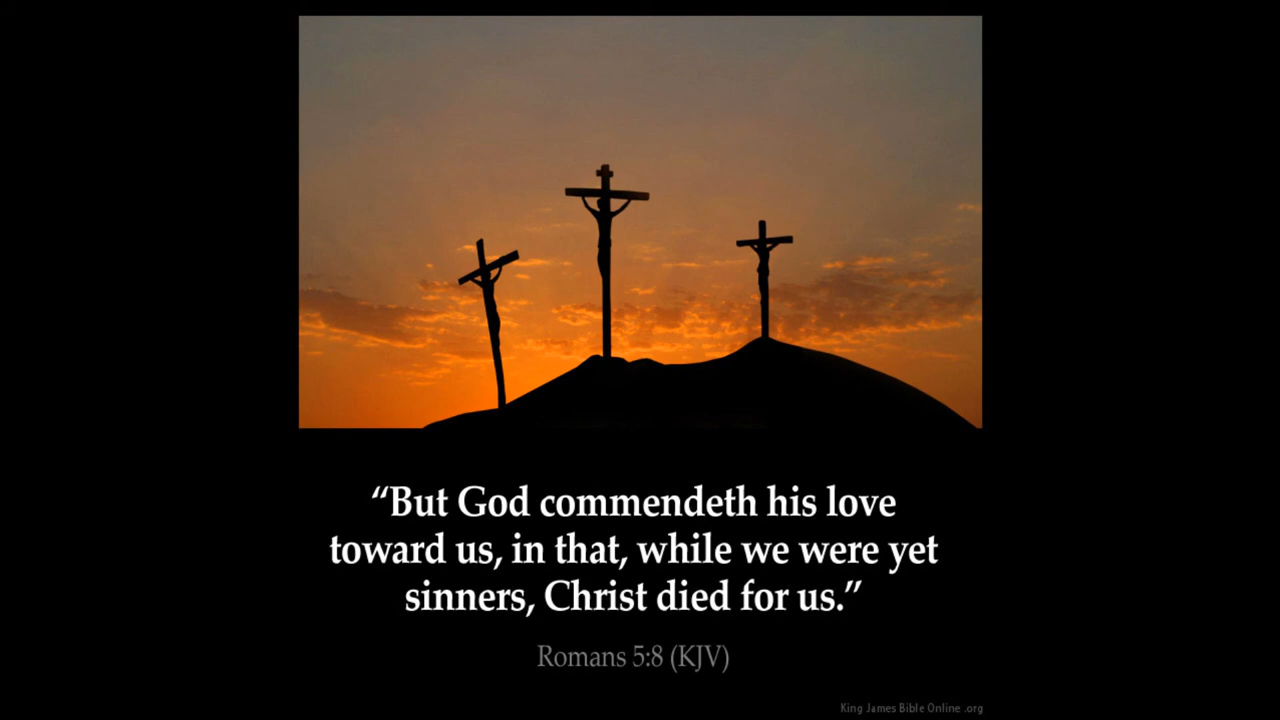 “But God commendeth his love
toward us, in that, while we were yet
sinners, Christ died for us.”
Romans 5:8 (KJV)
King James Bible Online .org